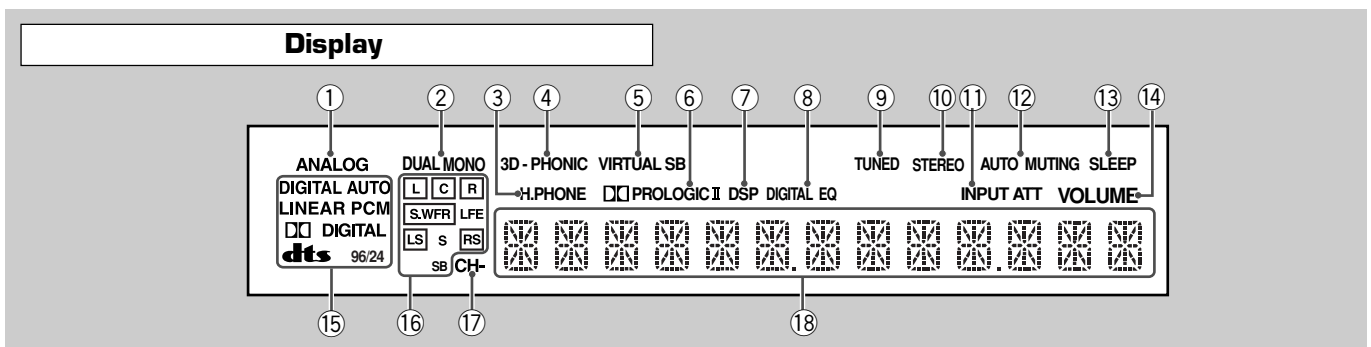 Display
① ② ③ ④ ⑤ ⑥ ⑦ ⑧ ⑨ ⑩ ⑪ ⑫ ⑬ ⑭
ANALOG DUAL MONO 3D - PHONIC VIRTUAL SB TUNED STEREO AUTO MUTING SLEEP
DIGITAL AUTO L C R H.PHONE PROLOGIC II DSP DIGITAL EQ INPUT ATT VOLUME
LINEAR PCM S.WFR LFE
DIGITAL LS S RS
dts 96/24 SB CH-
⑮ ⑯ ⑰ ⑱